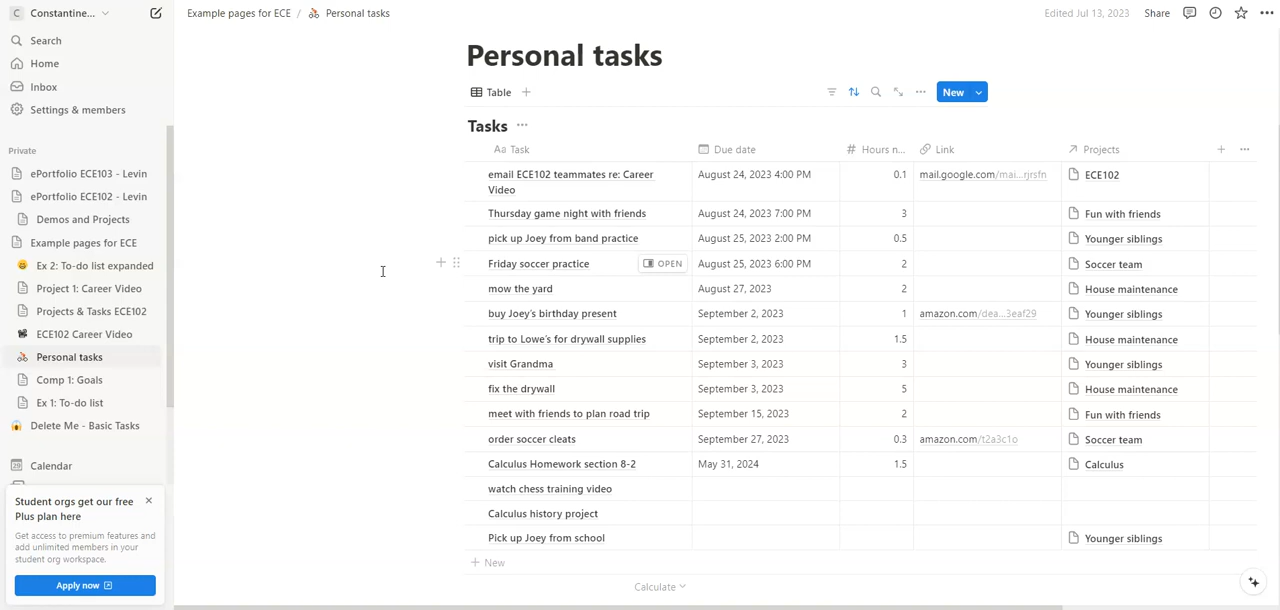 C Constantine...
Example pages for ECE / Personal tasks
Edited Jul 13, 2023 Share
Search
Home
Inbox
Settings & members
Private
ePortfolio ECE103 - Levin
ePortfolio ECE102 - Levin
Demos and Projects
Example pages for ECE
Ex 2: To-do list expanded
Project 1: Career Video
Projects & Tasks ECE102
ECE102 Career Video
Personal tasks
Comp 1: Goals
Ex 1: To-do list
Delete Me - Basic Tasks
Calendar
Student orgs get our free
Plus plan here
Get access to premium features and
add unlimited members in your
student org workspace.
Apply now
Personal tasks
Table
New
Tasks
Aa Task Due date # Hours n... Link Projects
email ECE102 teammates re: Career
Video August 24, 2023 4:00 PM 0.1 mail.google.com/mai...rjrsfn ECE102
Thursday game night with friends August 24, 2023 7:00 PM 3 Fun with friends
pick up Joey from band practice August 25, 2023 2:00 PM 0.5 Younger siblings
Friday soccer practice OPEN August 25, 2023 6:00 PM 2 Soccer team
mow the yard August 27, 2023 2 House maintenance
buy Joey's birthday present September 2, 2023 1 amazon.com/dea...3eaf29 Younger siblings
trip to Lowe's for drywall supplies September 2, 2023 1.5 House maintenance
visit Grandma September 3, 2023 3 Younger siblings
fix the drywall September 3, 2023 5 House maintenance
meet with friends to plan road trip September 15, 2023 2 Fun with friends
order soccer cleats September 27, 2023 0.3 amazon.com/t2a3c1o Soccer team
Calculus Homework section 8-2 May 31, 2024 1.5 Calculus
watch chess training video
Calculus history project
Pick up Joey from school Younger siblings
New
Calculate